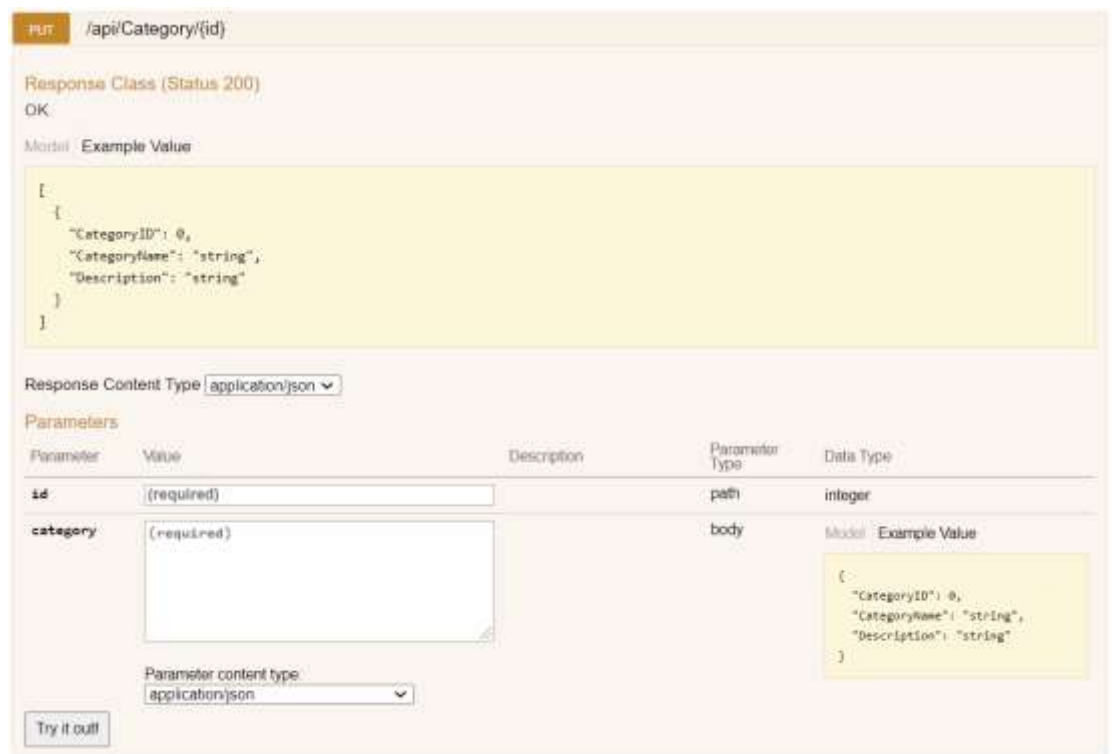 PUT /api/Category/{id}
Response Class (Status 200)
OK
Model Example Value
[
{
"CategoryID": 0,
"CategoryName": "string",
"Description": "string"
}
]
Response Content Type application/json
Parameters
Parameter Value Description Parameter Type Data Type
id (required) path integer
category (required) body Model Example Value
{
"CategoryID": 0,
"CategoryName": "string",
"Description": "string"
}
Parameter content type:
application/json
Try it out!